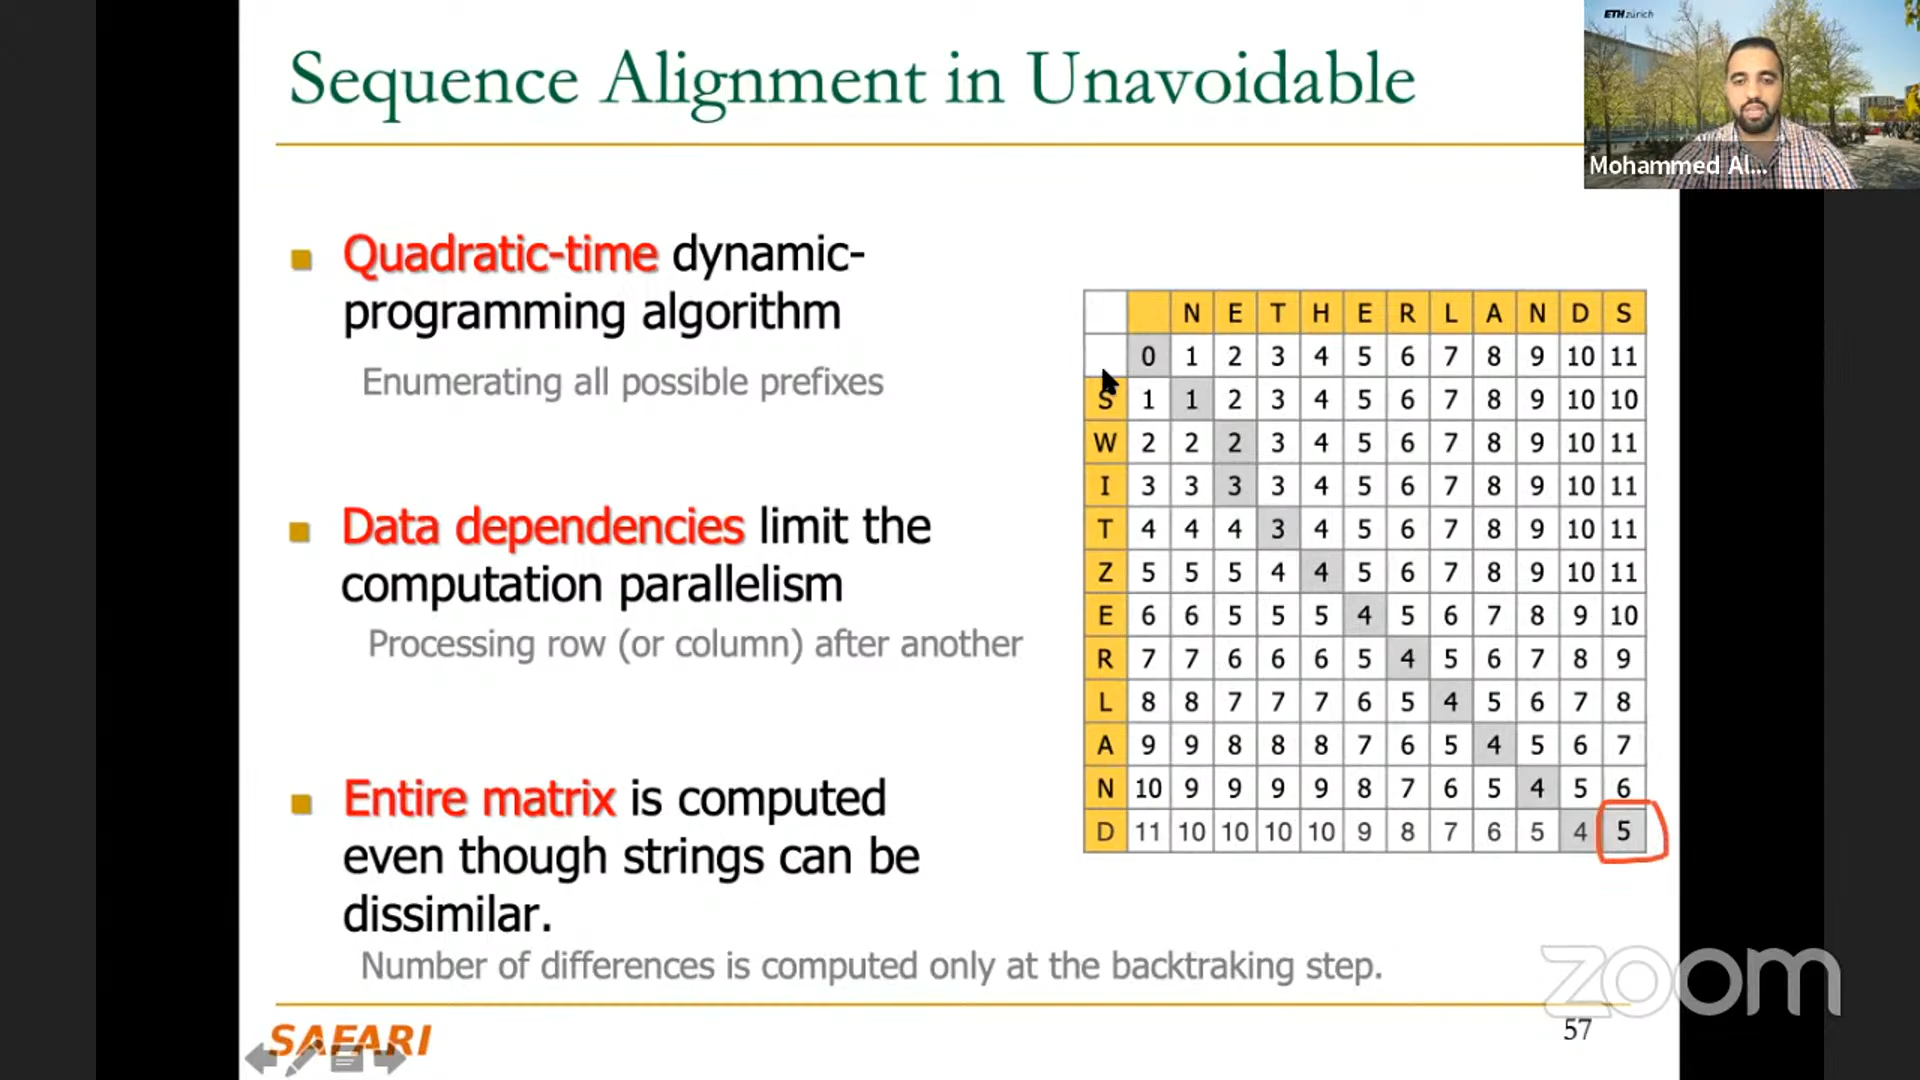 Sequence Alignment in Unavoidable
ETH zürich
Mohammed Al...
Quadratic-time dynamic-
programming algorithm
Enumerating all possible prefixes
Data dependencies limit the
computation parallelism
Processing row (or column) after another
Entire matrix is computed
even though strings can be
dissimilar.
Number of differences is computed only at the backtraking step.
N E T H E R L A N D S
0 1 2 3 4 5 6 7 8 9 10 11
S 1 1 2 3 4 5 6 7 8 9 10 10
W 2 2 2 3 4 5 6 7 8 9 10 11
I 3 3 3 3 4 5 6 7 8 9 10 11
T 4 4 4 3 4 5 6 7 8 9 10 11
Z 5 5 5 4 4 5 6 7 8 9 10 11
E 6 6 5 5 5 4 5 6 7 8 9 10
R 7 7 6 6 6 5 4 5 6 7 8 9
L 8 8 7 7 7 6 5 4 5 6 7 8
A 9 9 8 8 8 7 6 5 4 5 6 7
N 10 9 9 9 9 8 7 6 5 4 5 6
D 11 10 10 10 10 9 8 7 6 5 4 5
zoom
SAFARI
57